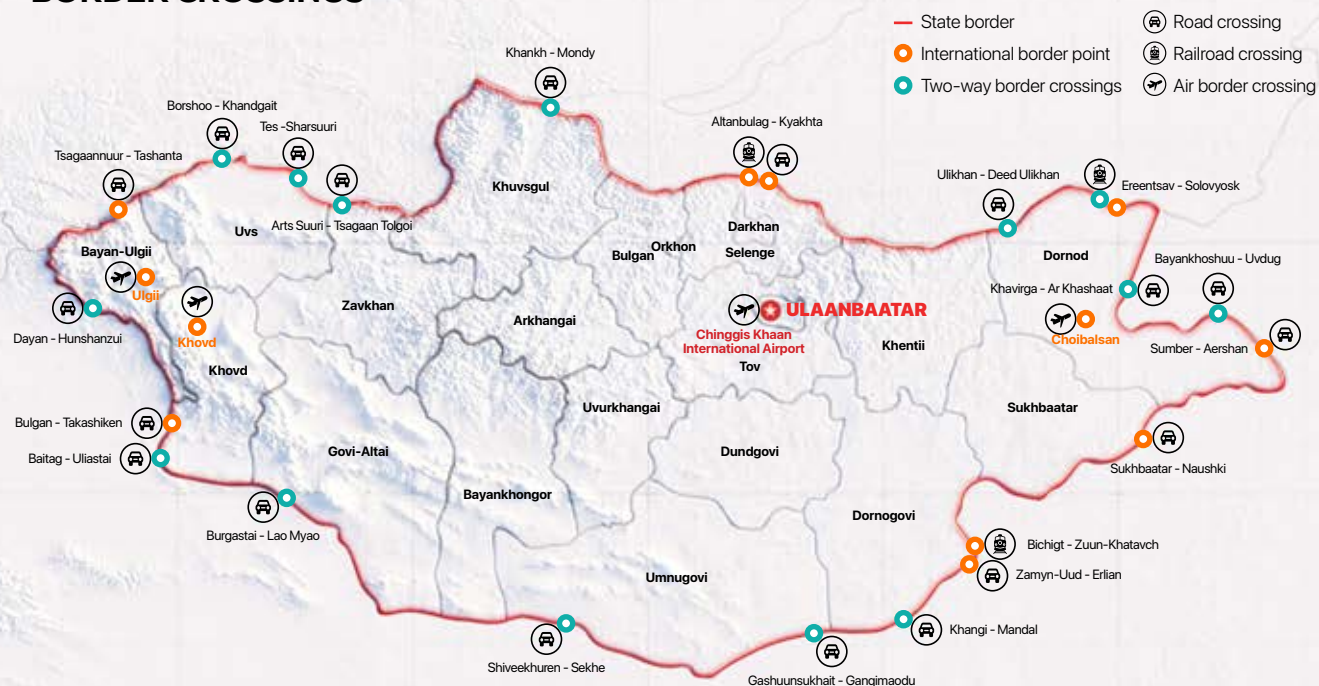 BORDER CROSSINGS
State border
International border point
Two-way border crossings
Road crossing
Railroad crossing
Air border crossing
Khankh - Mondy
Borshoo - Khandgait
Tes -Sharsuuri
Altanbulag - Kyakhta
Tsagaannuur - Tashanta
Ulikhan - Deed Ulikhan
Ereentsav - Solovyosk
Khuvsgul
Arts Suuri - Tsagaan Tolgoi
Uvs
Darkhan
Orkhon
Bulgan
Selenge
Bayan-Ulgii
Dornod
Bayankhoshuu - Uvdug
Ulgii
Khavirga - Ar Khashaat
Zavkhan
ULAANBAATAR
Arkhangai
Dayan - Hunshanzui
Khovd
Chinggis Khaan
International Airport
Khentii
Choibalsan
Sumber - Aershan
Tov
Khovd
Uvurkhangai
Sukhbaatar
Bulgan - Takashiken
Baitag - Uliastai
Govi-Altai
Dundgovi
Sukhbaatar - Naushki
Bayankhongor
Dornogovi
Burgastai - Lao Myao
Bichigt - Zuun-Khatavch
Zamyn-Uud - Erlian
Umnugovi
Khangi - Mandal
Shiveekhuren - Sekhe
Gashuunsukhait - Ganqimaodu